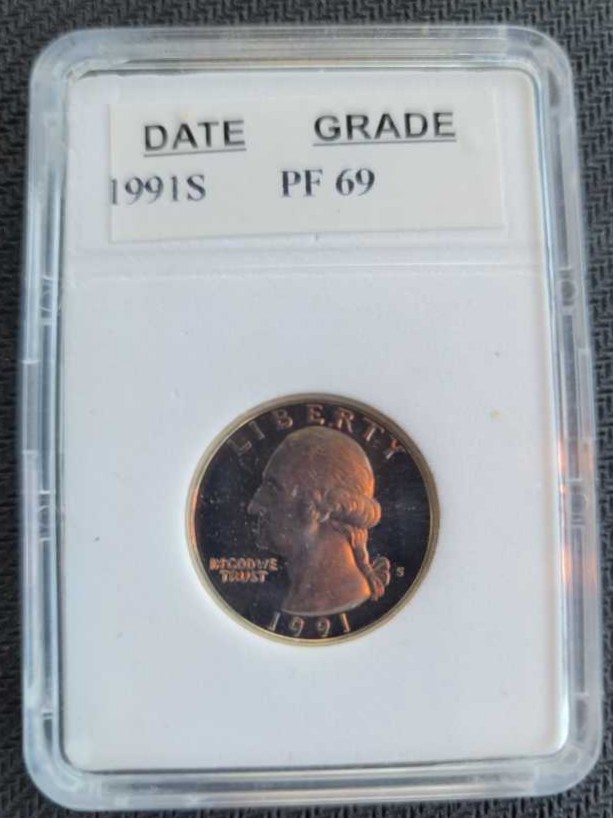 DATE GRADE
1991S PF 69
LIBERTY
IN GOD WE
TRUST
S
1991